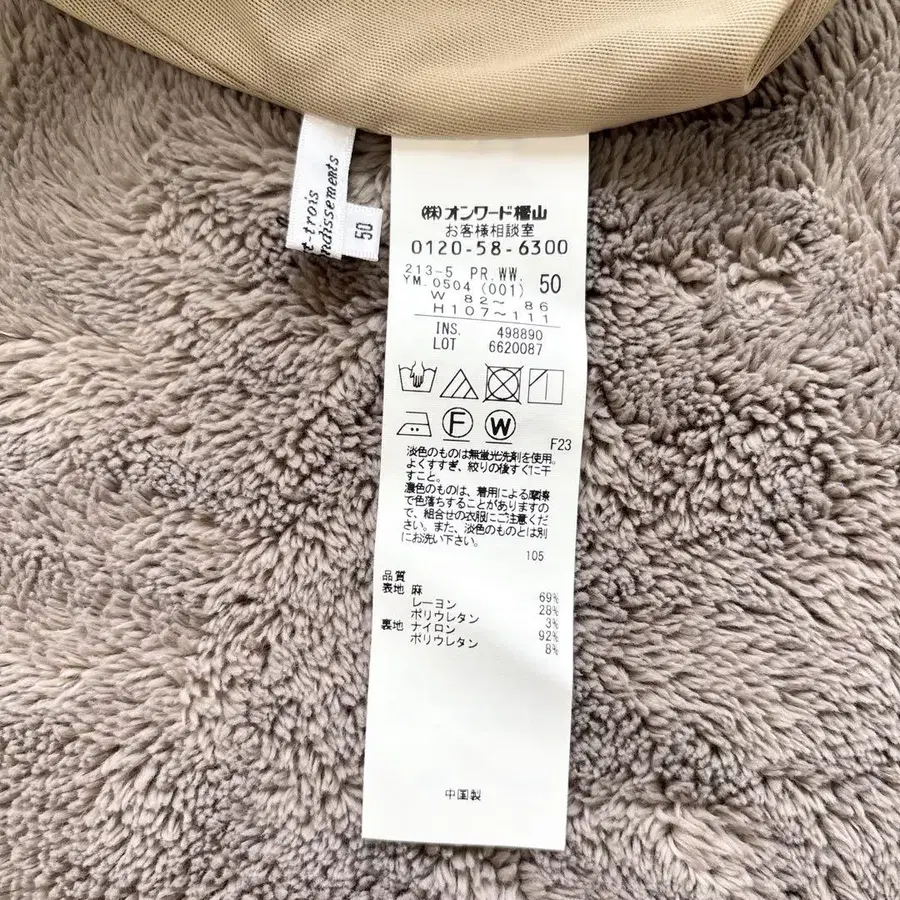 t-trois
ndissements
50
(株)オンワード樫山
お客様相談室
0120-58-6300
213-5 PR.WW. 50
YM.0504 (001)
W 82～ 86
H107～111
INS. 498890
LOT 6620087
F W
F23
淡色のものは無蛍光洗剤を使用。
よくすすぎ、絞りの後すぐに干
すこと。
濃色のものは、着用による摩擦
で色落ちすることがありますの
で、組合せの衣服にご注意くだ
さい。また、淡色のものとは別
にお洗い下さい。
105
品質
表地 麻 69%
レーヨン 28%
ポリウレタン 3%
裏地 ナイロン 92%
ポリウレタン 8%
中国製